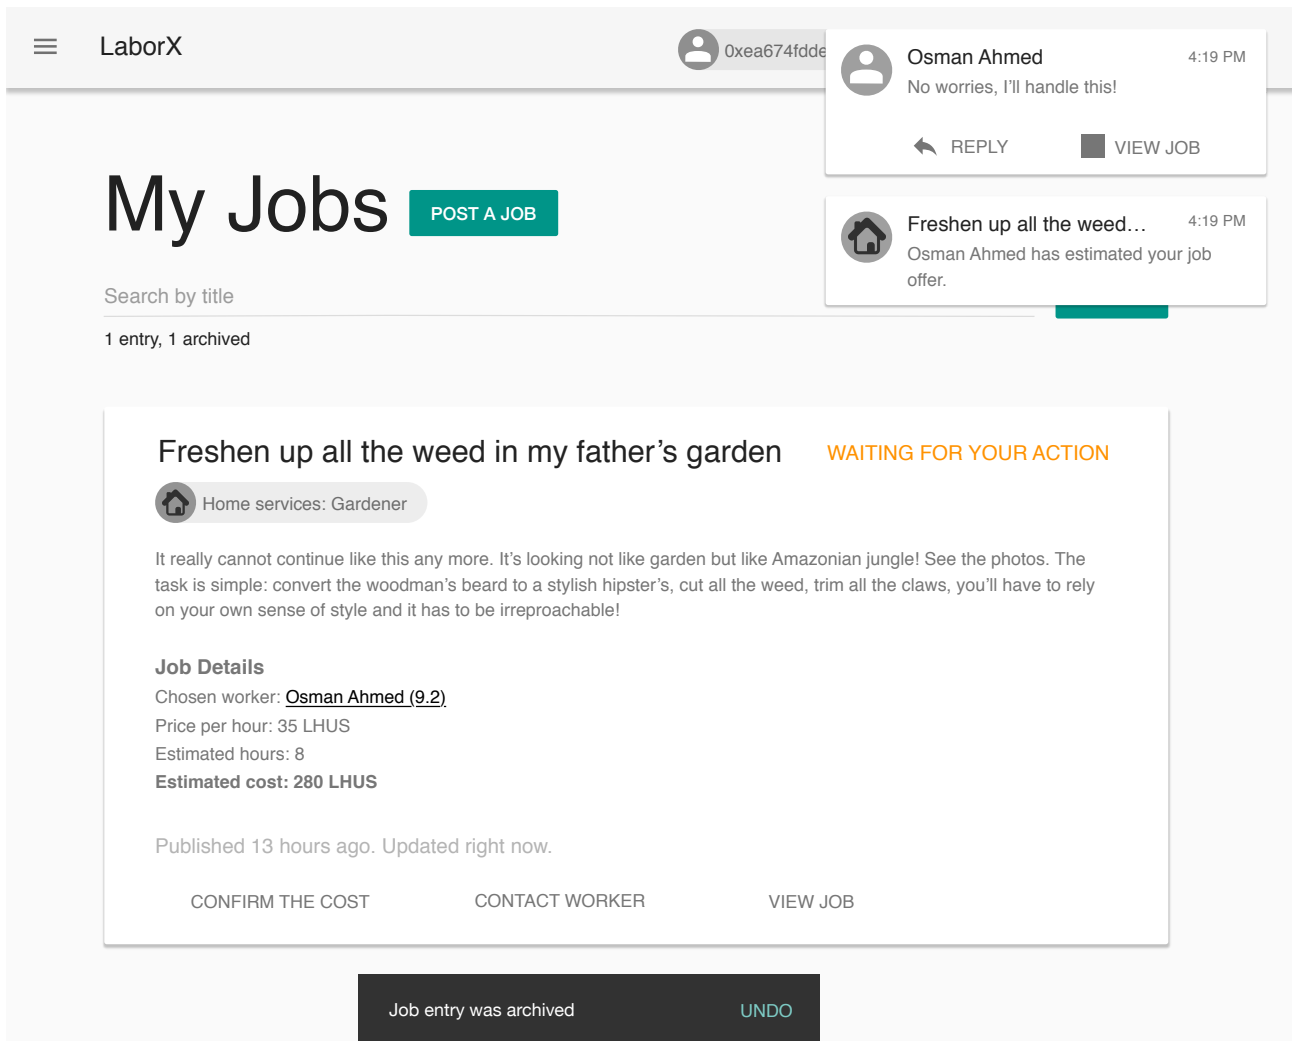 LaborX
0xea674fdde
Osman Ahmed
4:19 PM
No worries, I’ll handle this!
REPLY
VIEW JOB
My Jobs
POST A JOB
Freshen up all the weed…
4:19 PM
Osman Ahmed has estimated your job
offer.
Search by title
1 entry, 1 archived
Freshen up all the weed in my father’s garden
WAITING FOR YOUR ACTION
Home services: Gardener
It really cannot continue like this any more. It’s looking not like garden but like Amazonian jungle! See the photos. The
task is simple: convert the woodman’s beard to a stylish hipster’s, cut all the weed, trim all the claws, you’ll have to rely
on your own sense of style and it has to be irreproachable!
Job Details
Chosen worker: Osman Ahmed (9.2)
Price per hour: 35 LHUS
Estimated hours: 8
Estimated cost: 280 LHUS
Published 13 hours ago. Updated right now.
CONFIRM THE COST
CONTACT WORKER
VIEW JOB
Job entry was archived
UNDO